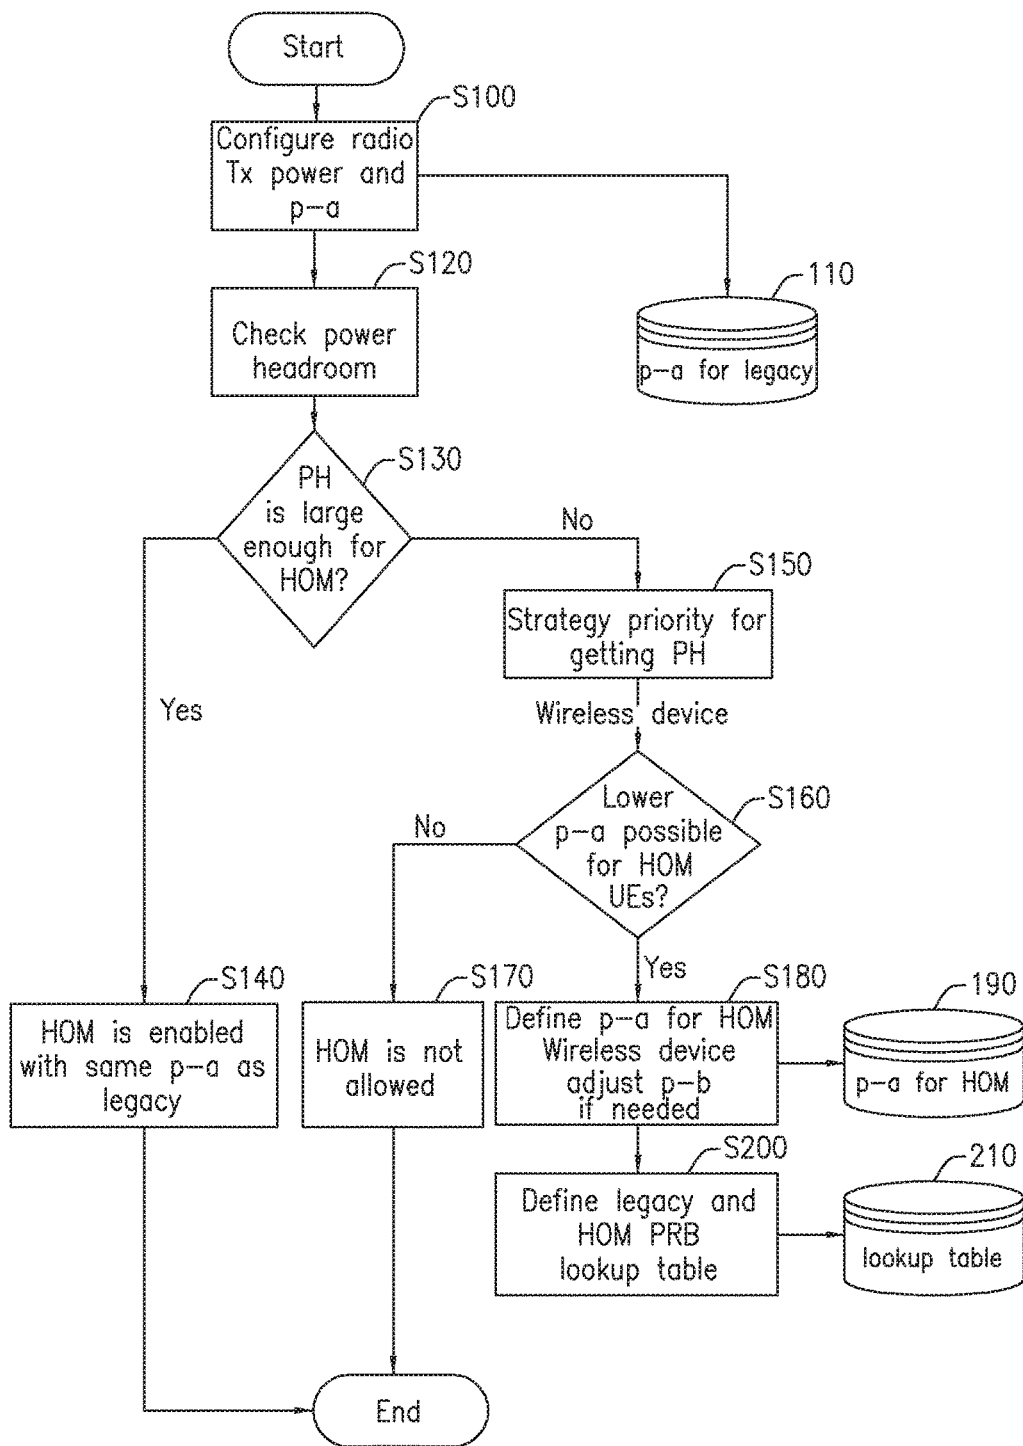 Start
S100
Configure radio
Tx power and
p-a
S120
Check power
headroom
110
p-a for legacy
S130
PH
is large
enough for
HOM?
No
S150
Strategy priority for
getting PH
Yes
Wireless device
S160
Lower
p-a possible
for HOM
UEs?
No
Yes
S140
HOM is enabled
with same p-a as
legacy
S170
HOM is not
allowed
S180
Define p-a for HOM
Wireless device
adjust p-b
if needed
190
p-a for HOM
S200
Define legacy and
HOM PRB
lookup table
210
lookup table
End